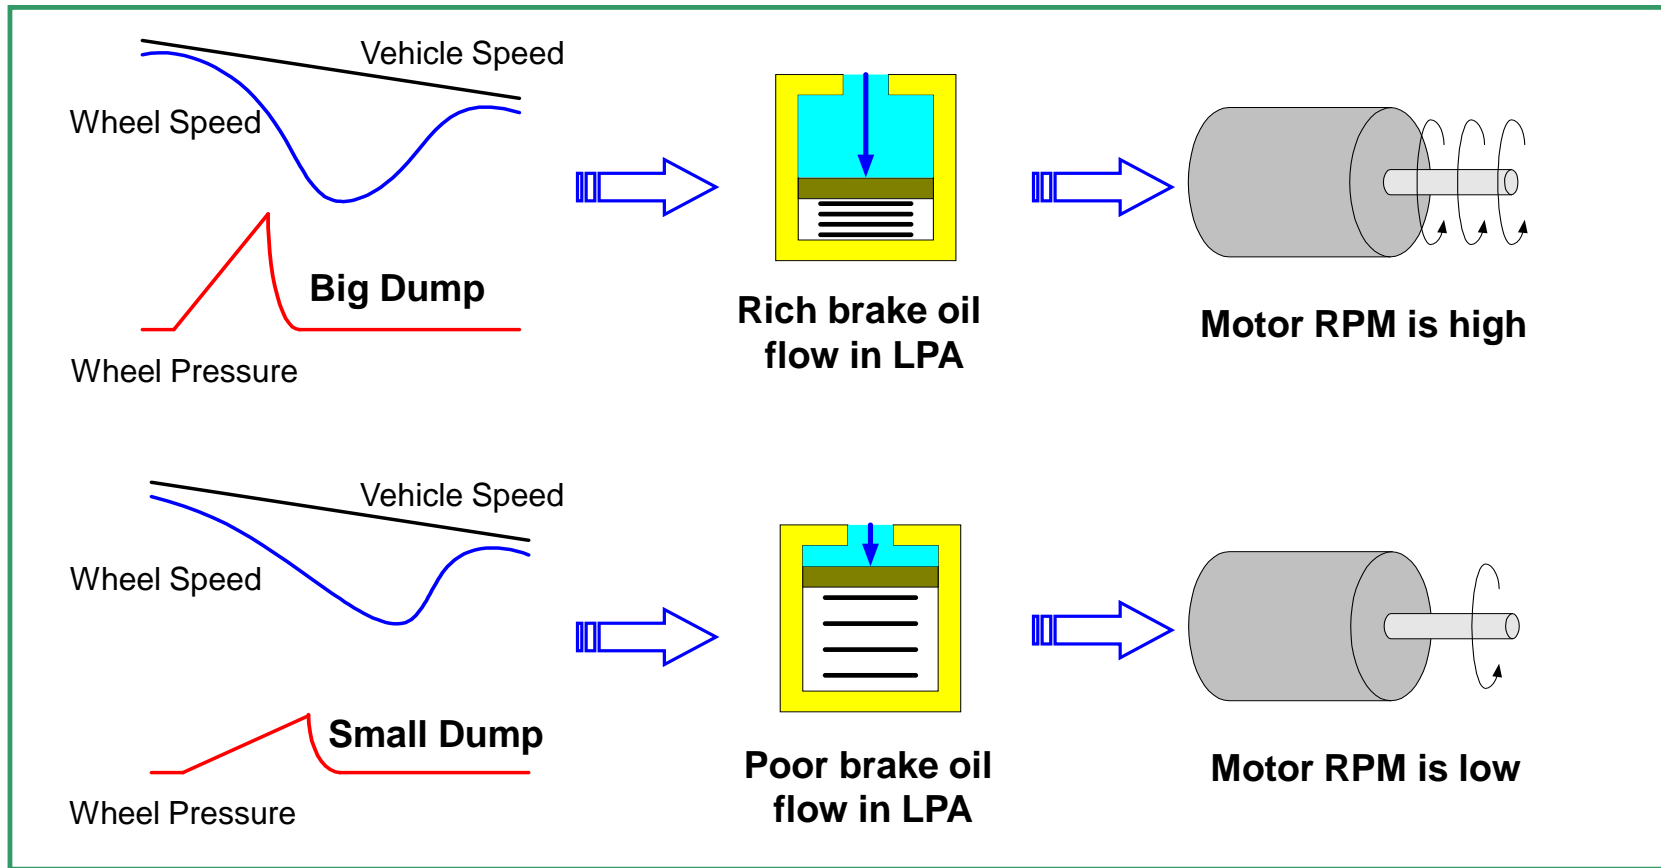 Vehicle Speed
Wheel Speed
Big Dump
Wheel Pressure
Rich brake oil
flow in LPA
Motor RPM is high
Vehicle Speed
Wheel Speed
Small Dump
Wheel Pressure
Poor brake oil
flow in LPA
Motor RPM is low